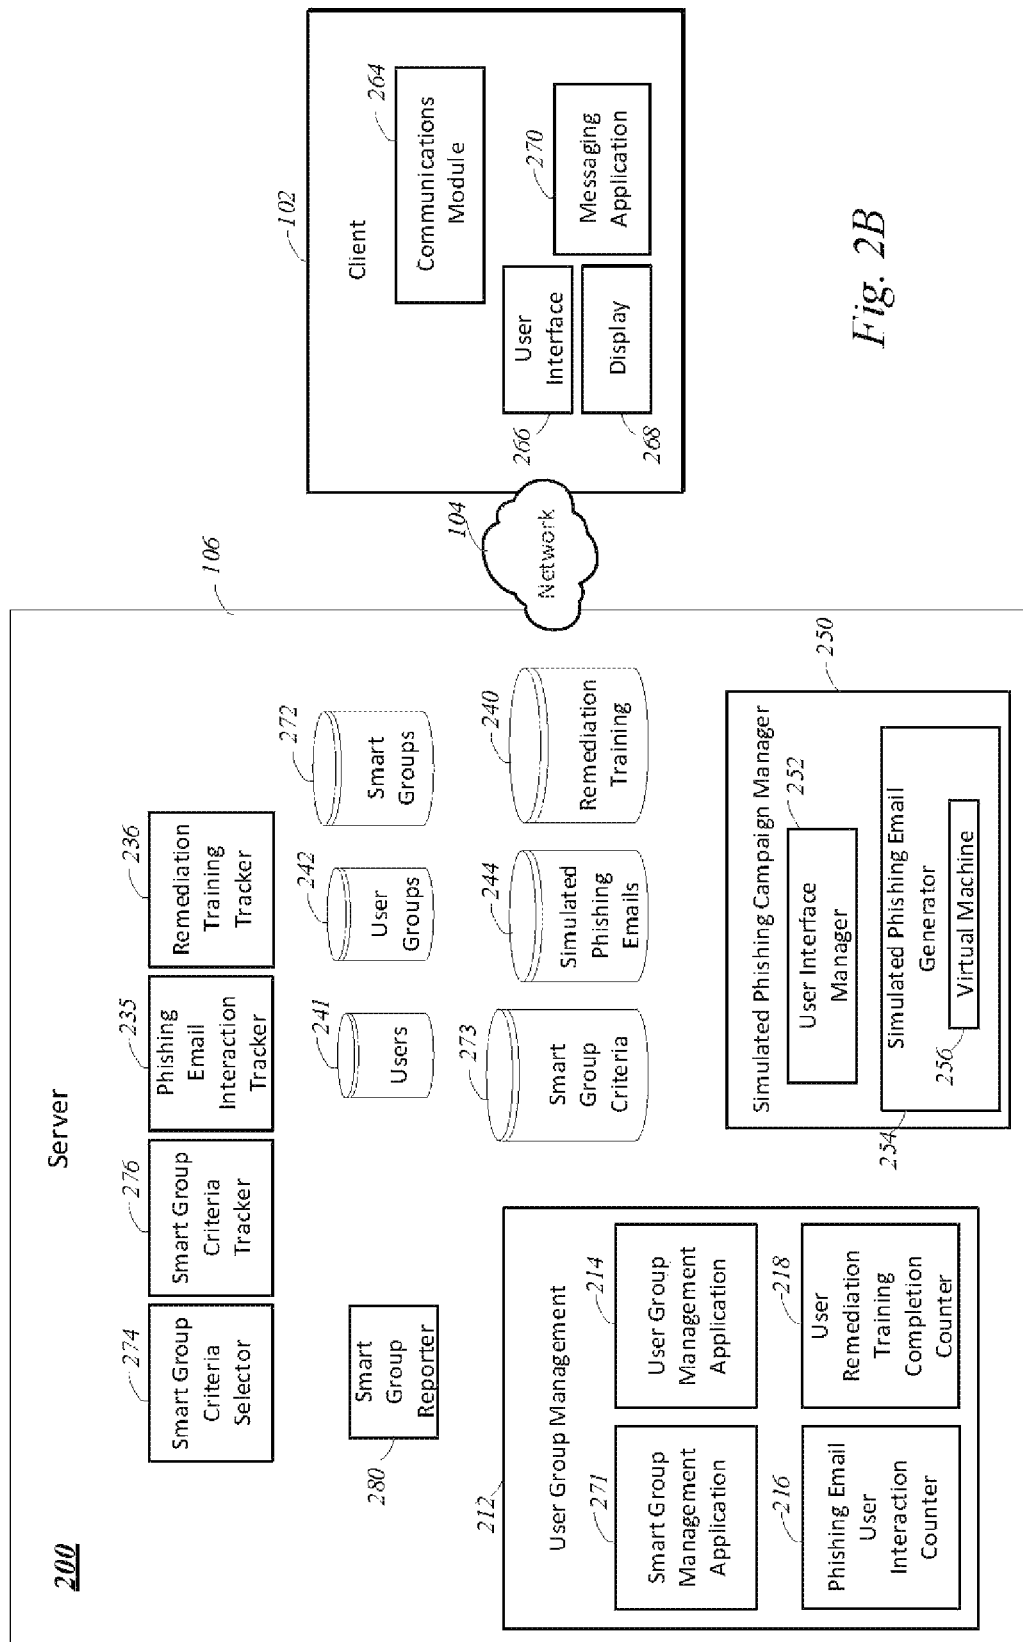 200
Server
106
274
Smart Group
Criteria
Selector
276
Smart Group
Criteria
Tracker
235
Phishing
Email
Interaction
Tracker
236
Remediation
Training
Tracker
280
Smart
Group
Reporter
241
Users
242
User
Groups
272
Smart
Groups
273
Smart
Group
Criteria
244
Simulated
Phishing
Emails
240
Remediation
Training
212
User Group Management
271
Smart Group
Management
Application
214
User Group
Management
Application
216
Phishing Email
User
Interaction
Counter
218
User
Remediation
Training
Completion
Counter
250
Simulated Phishing Campaign Manager
252
User Interface
Manager
254
Simulated Phishing Email
Generator
256
Virtual Machine
104
Network
102
Client
264
Communications
Module
266
User
Interface
268
Display
270
Messaging
Application
Fig. 2B